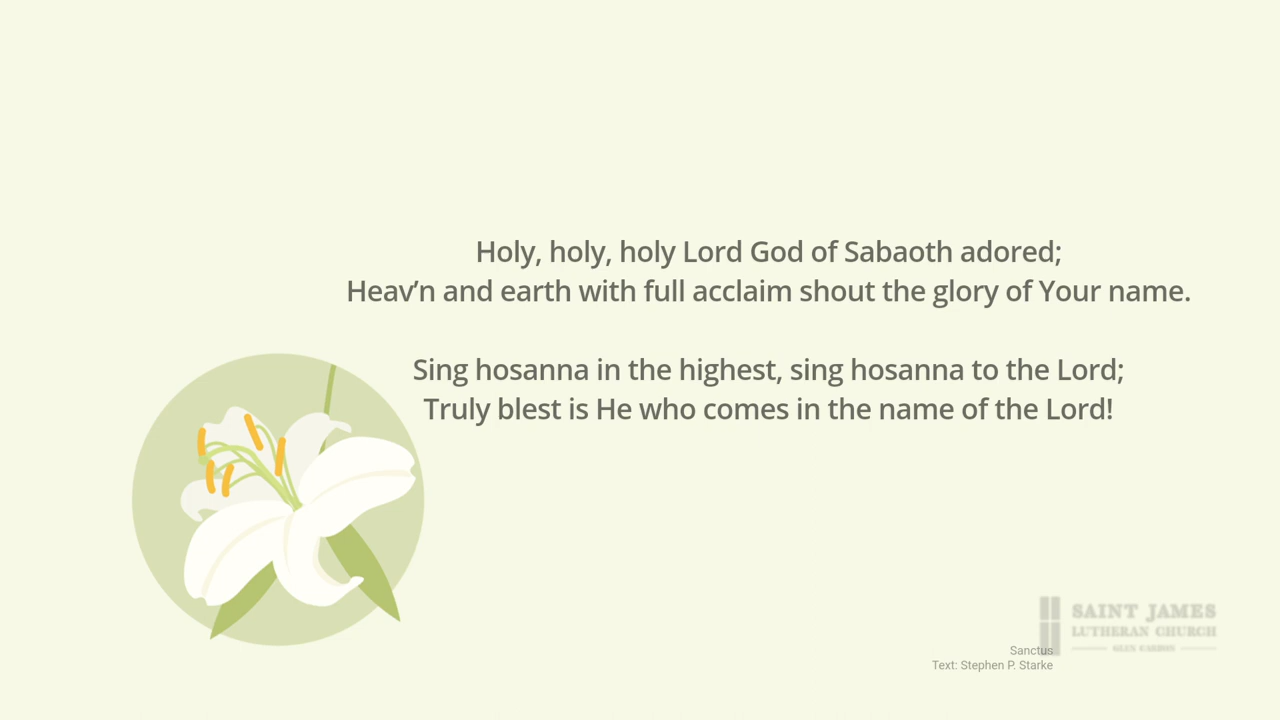 Holy, holy, holy Lord God of Sabaoth adored;
Heav’n and earth with full acclaim shout the glory of Your name.
Sing hosanna in the highest, sing hosanna to the Lord;
Truly blest is He who comes in the name of the Lord!
SAINT JAMES
LUTHERAN CHURCH
GLEN CARBON
Sanctus
Text: Stephen P. Starke